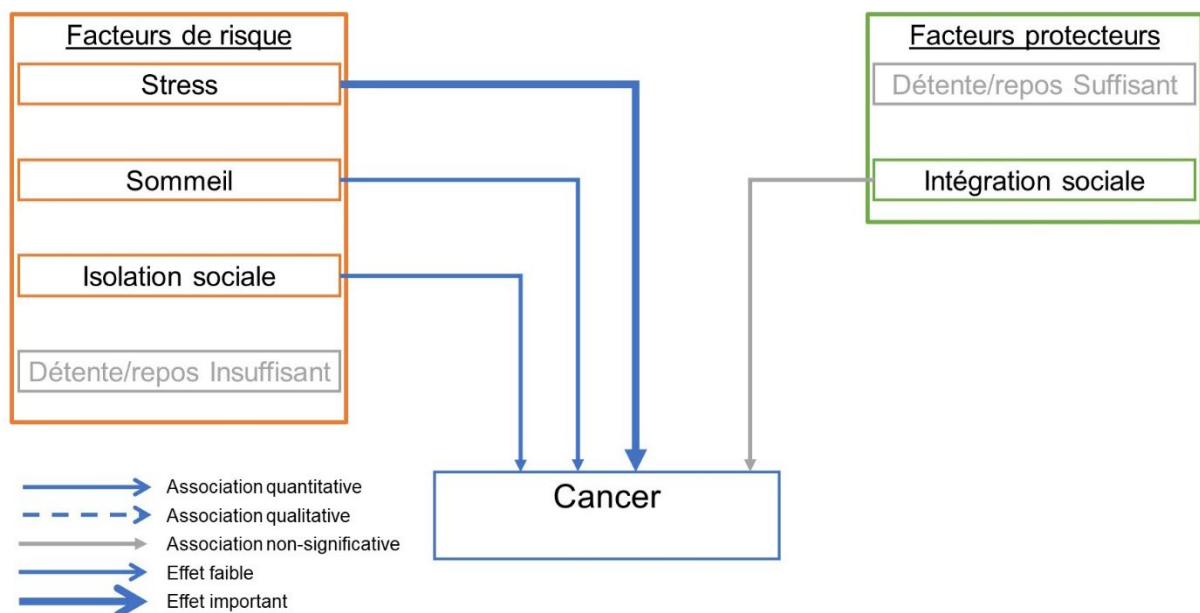 Facteurs de risque
Stress
Sommeil
Isolation sociale
Détente/repos Insuffisant
Facteurs protecteurs
Détente/repos Suffisant
Intégration sociale
Cancer
Association quantitative
Association qualitative
Association non-significative
Effet faible
Effet important